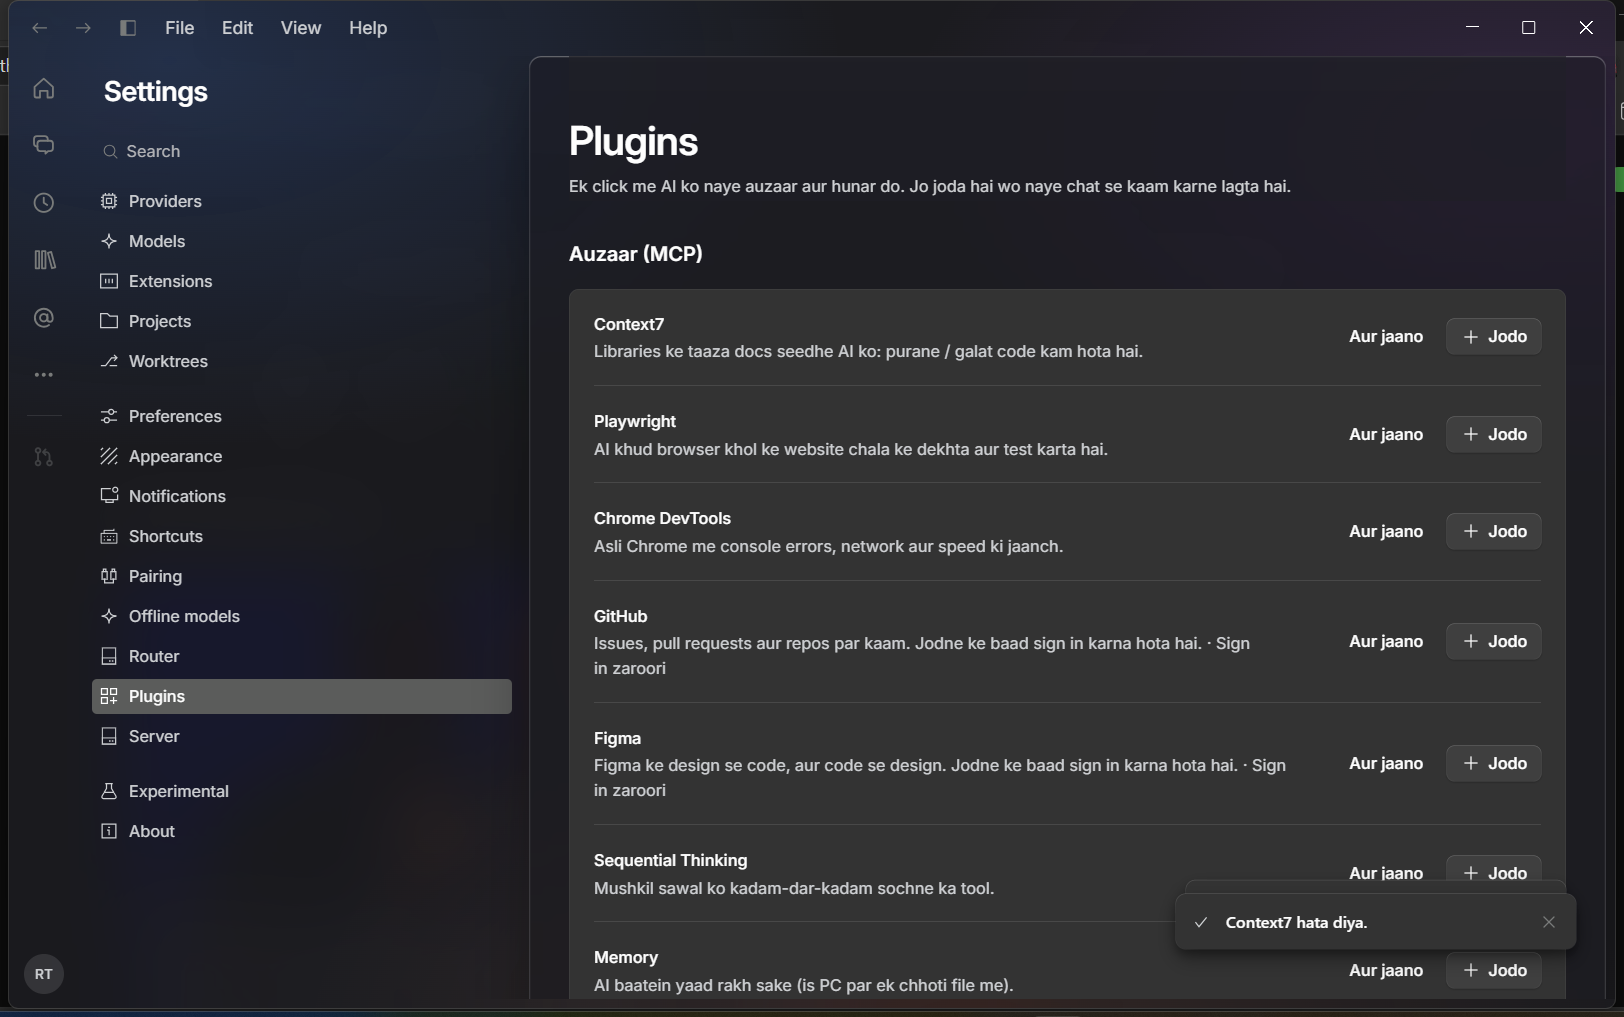 File Edit View Help
Settings
Search
Providers
Models
Extensions
Projects
Worktrees
Preferences
Appearance
Notifications
Shortcuts
Pairing
Offline models
Router
Plugins
Server
Experimental
About
RT
Plugins
Ek click me AI ko naye auzaar aur hunar do. Jo joda hai wo naye chat se kaam karne lagta hai.
Auzaar (MCP)
Context7
Libraries ke taaza docs seedhe AI ko: purane / galat code kam hota hai.
Aur jaano + Jodo
Playwright
AI khud browser khol ke website chala ke dekhta aur test karta hai.
Aur jaano + Jodo
Chrome DevTools
Asli Chrome me console errors, network aur speed ki jaanch.
Aur jaano + Jodo
GitHub
Issues, pull requests aur repos par kaam. Jodne ke baad sign in karna hota hai. · Sign
in zaroori
Aur jaano + Jodo
Figma
Figma ke design se code, aur code se design. Jodne ke baad sign in karna hota hai. · Sign
in zaroori
Aur jaano + Jodo
Sequential Thinking
Mushkil sawal ko kadam-dar-kadam sochne ka tool.
Aur jaano + Jodo
Context7 hata diya.
Memory
AI baatein yaad rakh sake (is PC par ek chhoti file me).
Aur jaano + Jodo